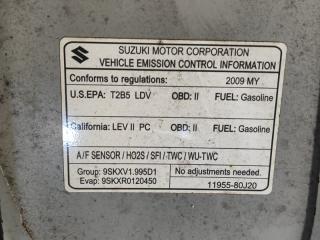 SUZUKI MOTOR CORPORATION
VEHICLE EMISSION CONTROL INFORMATION
Conforms to regulations: 2009 MY
U.S.EPA: T2B5 LDV OBD: II FUEL: Gasoline
California: LEV II PC OBD: II FUEL: Gasoline
A/F SENSOR / HO2S / SFI / TWC / WU-TWC
Group: 9SKXV1.995D1 No adjustments needed.
Evap: 9SKXR0120450 11955-80J20